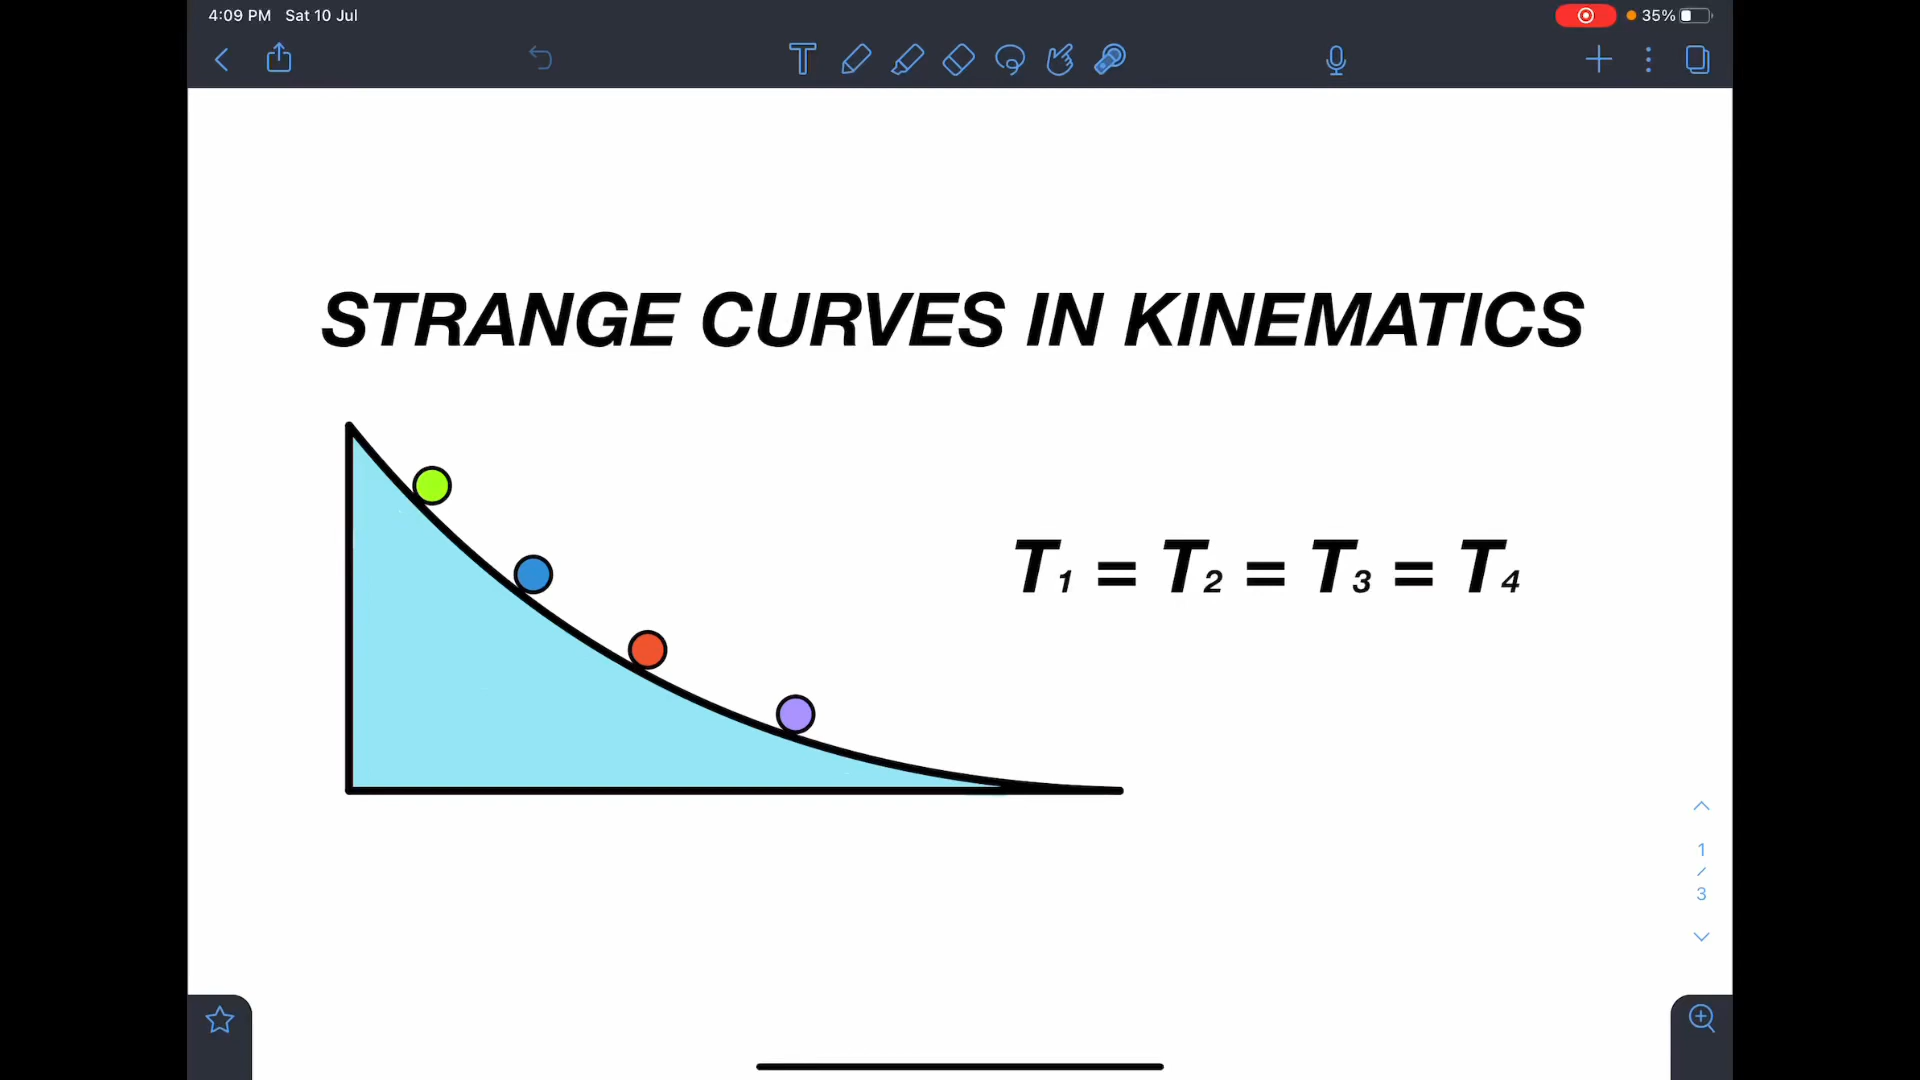 4:09 PM Sat 10 Jul
35%
STRANGE CURVES IN KINEMATICS
T₁ = T₂ = T₃ = T₄
1
/
3